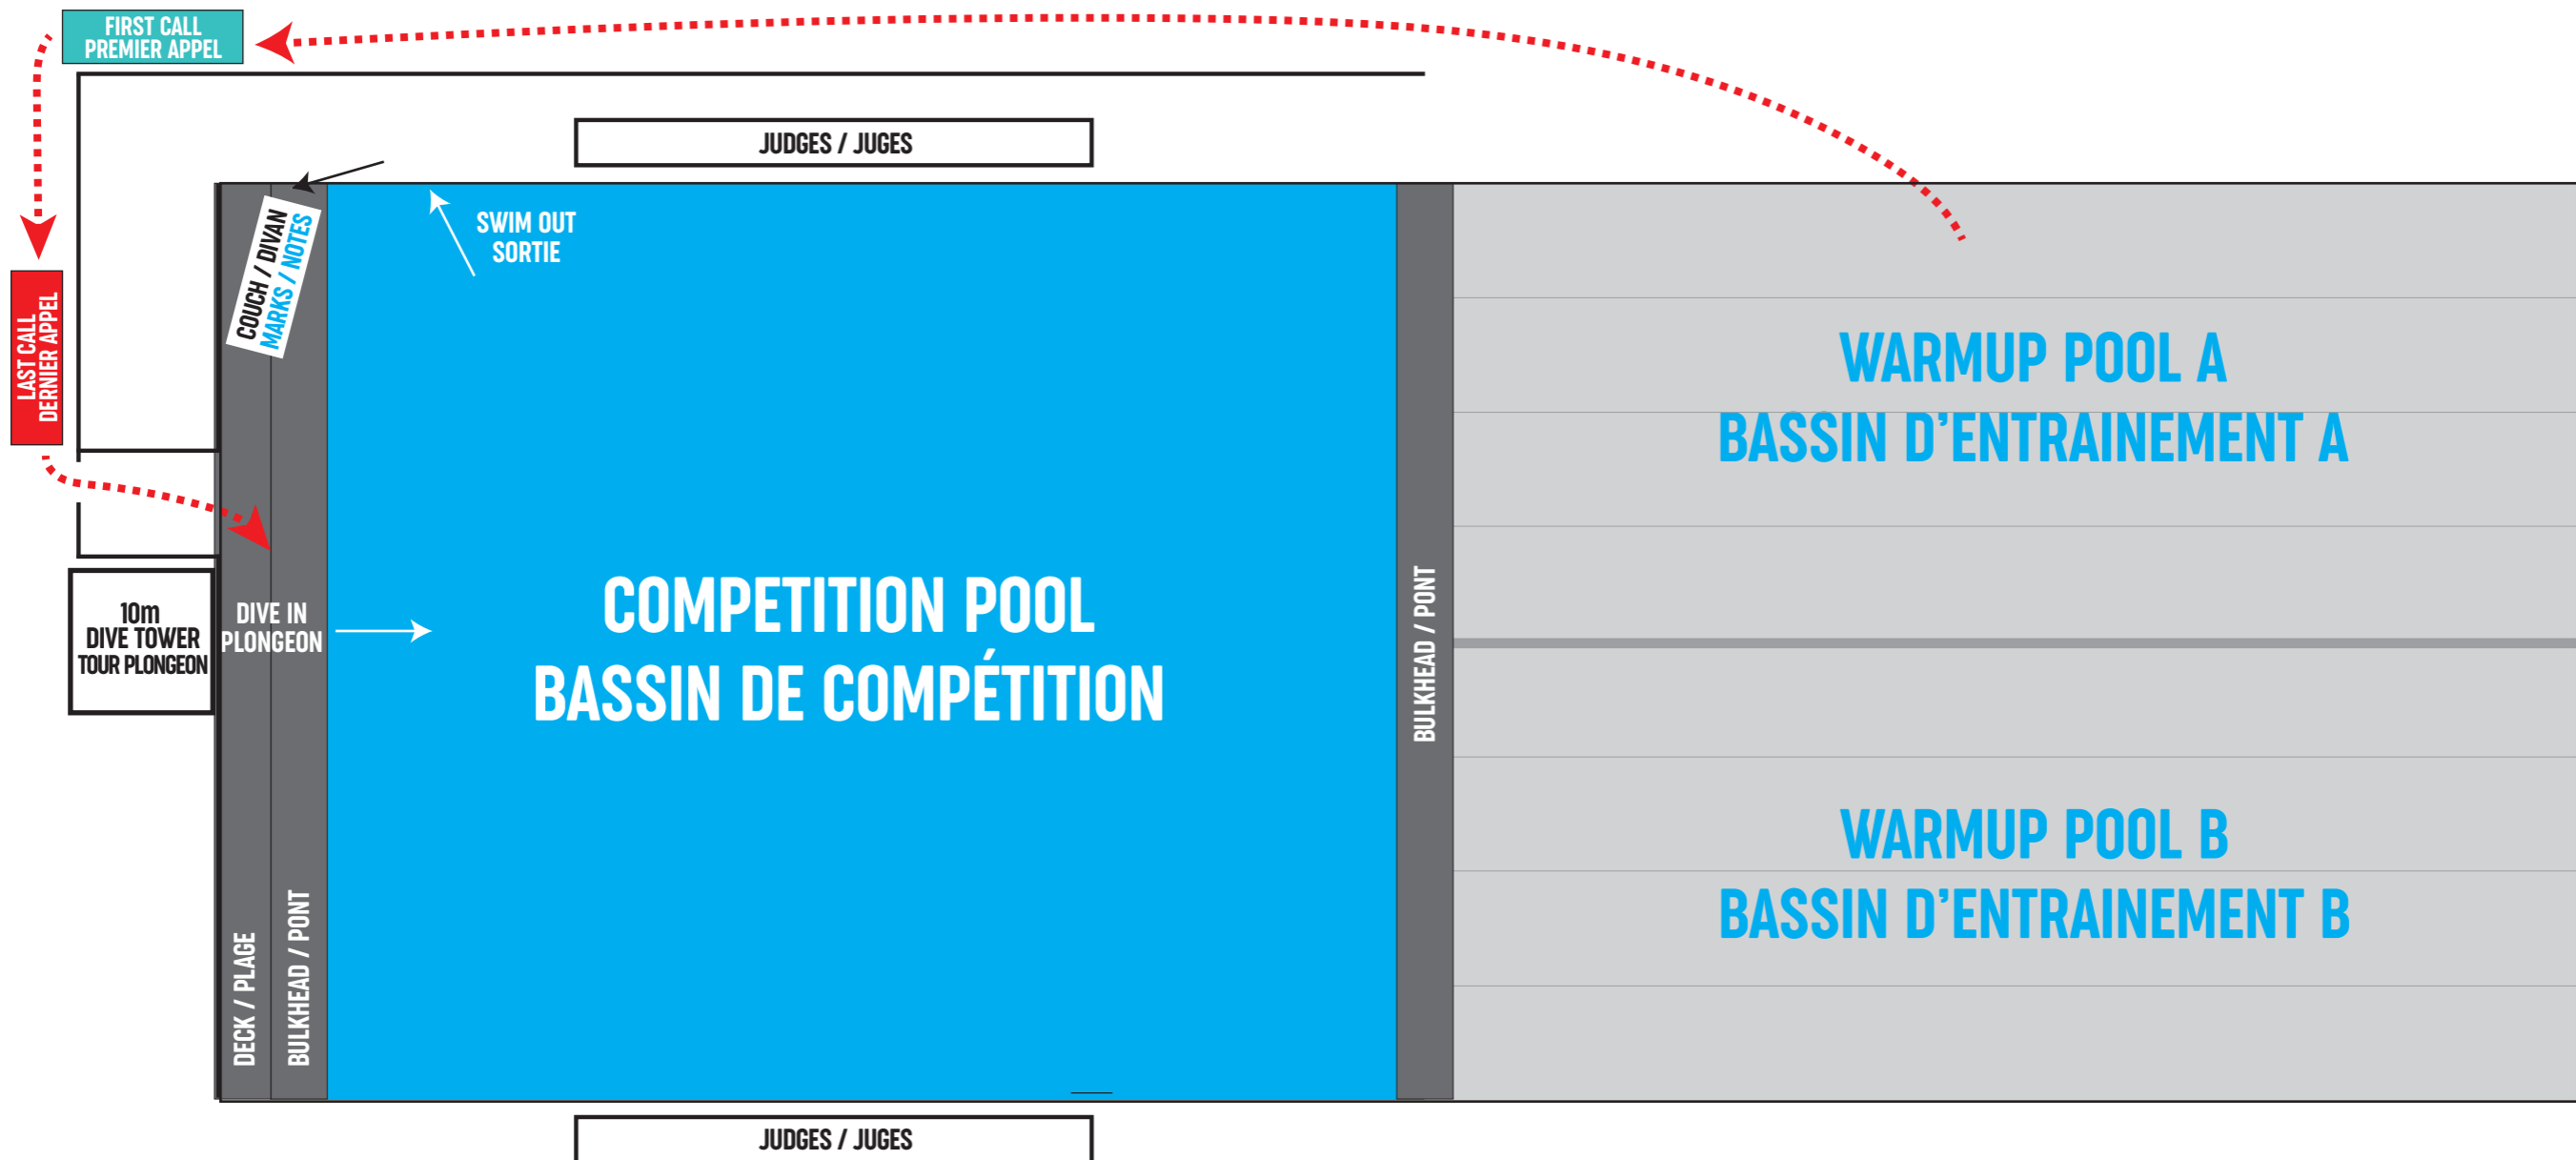 FIRST CALL
PREMIER APPEL
JUDGES / JUGES
SWIM OUT
SORTIE
COUCH / DIVAN
MARKS / NOTES
LAST CALL
DERNIER APPEL
WARMUP POOL A
BASSIN D’ENTRAINEMENT A
10m
DIVE TOWER
TOUR PLONGEON
DIVE IN
PLONGEON
COMPETITION POOL
BASSIN DE COMPÉTITION
BULKHEAD / PONT
WARMUP POOL B
BASSIN D’ENTRAINEMENT B
DECK / PLAGE
BULKHEAD / PONT
JUDGES / JUGES